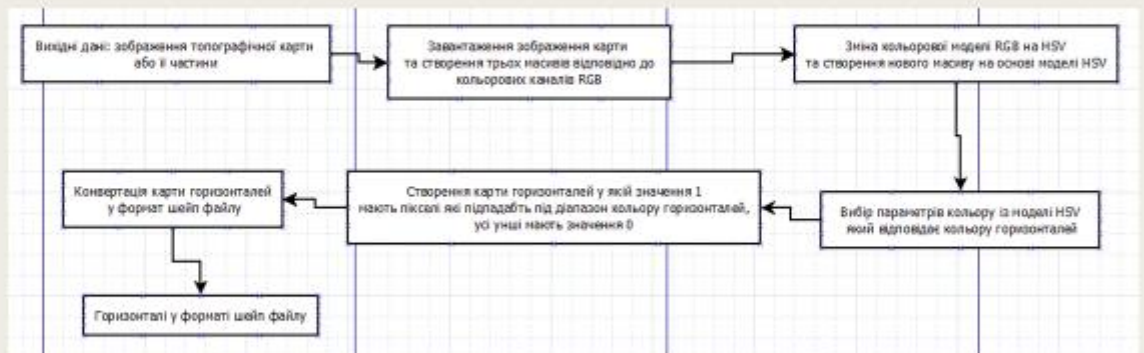 Вихідні дані: зображення топографічної карти
або її частини
Завантаження зображення карти
та створення трьох масивів відповідно до
кольорових каналів RGB
Зміна кольорової моделі RGB на HSV
та створення нового масиву на основі моделі HSV
Вибір параметрів кольору із моделі HSV
який відповідає кольору горизонталей
Створення карти горизонталей у якій значення 1
мають пікселі які підпадабть під діапазон кольору горизонталей,
усі унші мають значення 0
Конвертація карти горизонталей
у формат шейп файлу
Горизонталі у форматі шейп файлу